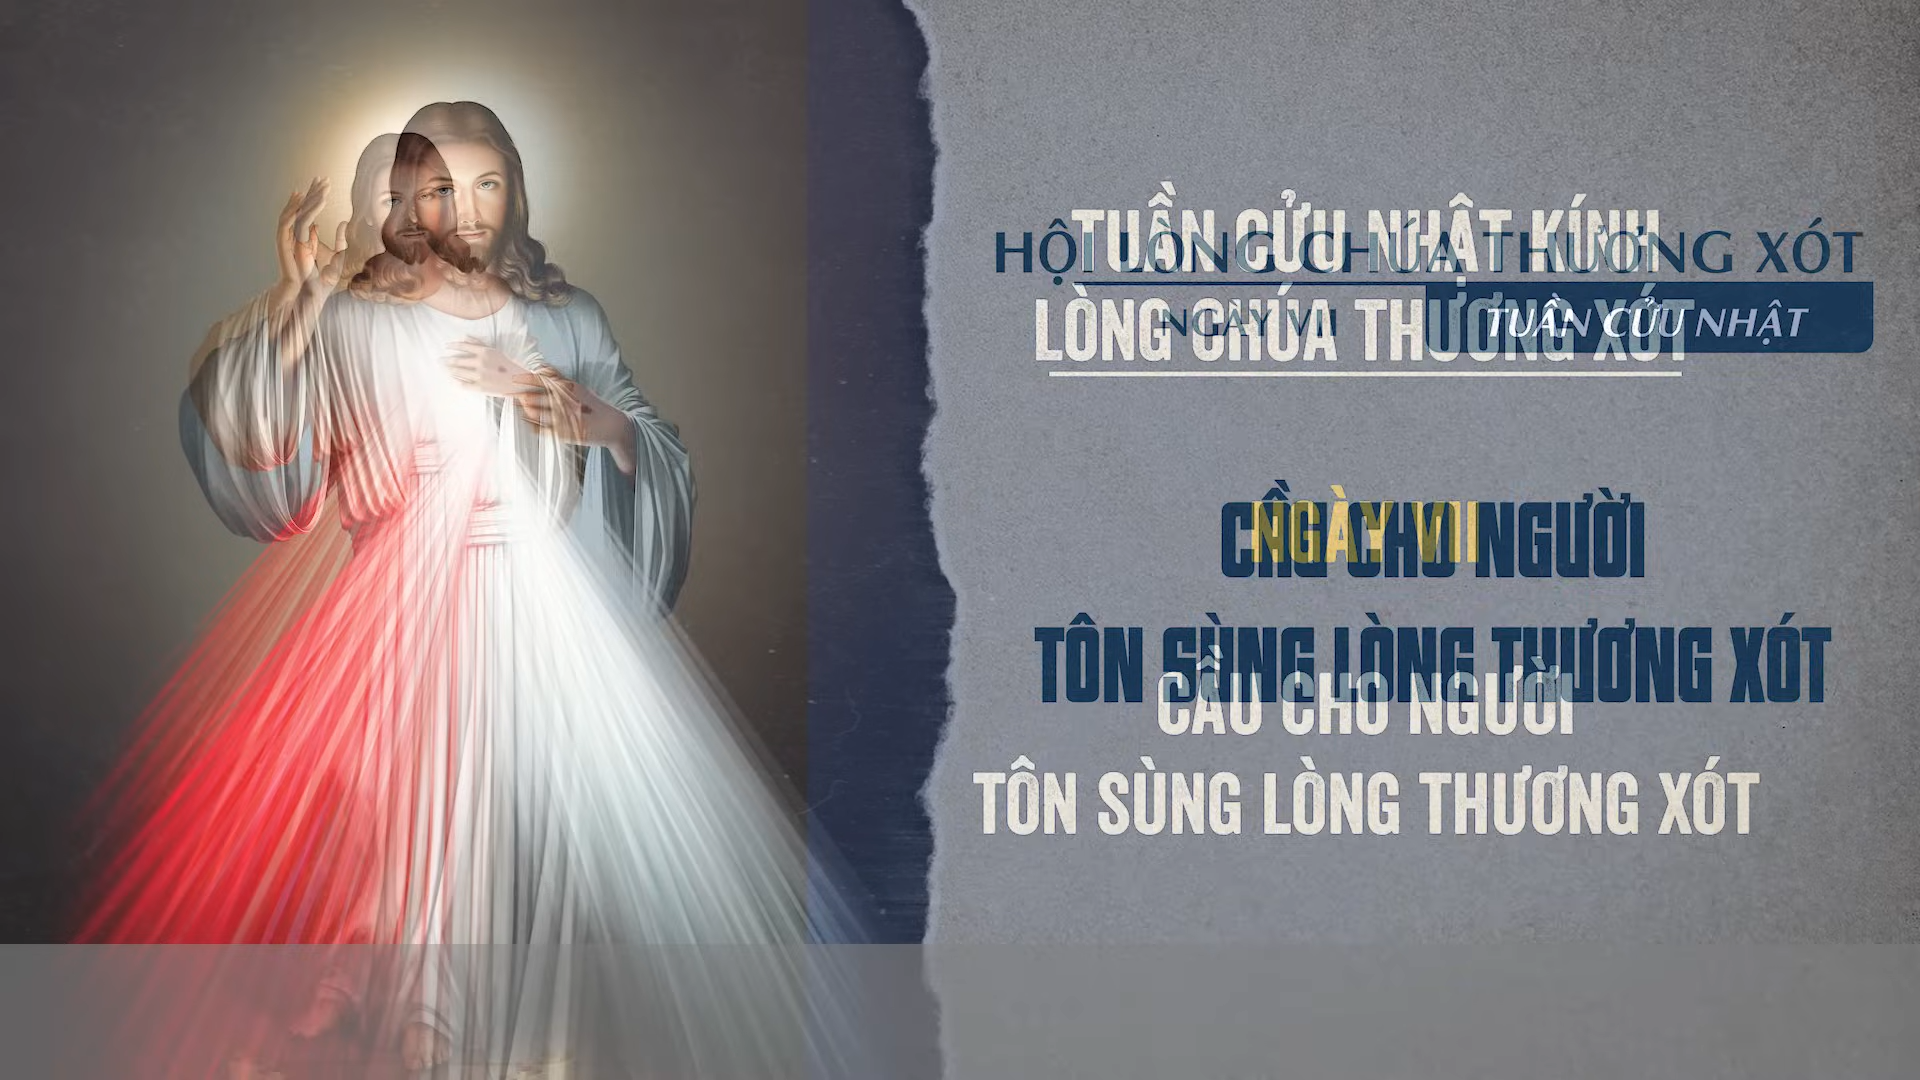 TUẦN CỬU NHẬT KÍNH
HỘI LÒNG CHÚA THƯƠNG XÓT
LÒNG CHÚA THƯƠNG XÓT
NGÀY VII
TUẦN CỬU NHẬT
CẦU CHO NGƯỜI
NGÀY VII
TÔN SÙNG LÒNG THƯƠNG XÓT
CẦU CHO NGƯỜI
TÔN SÙNG LÒNG THƯƠNG XÓT